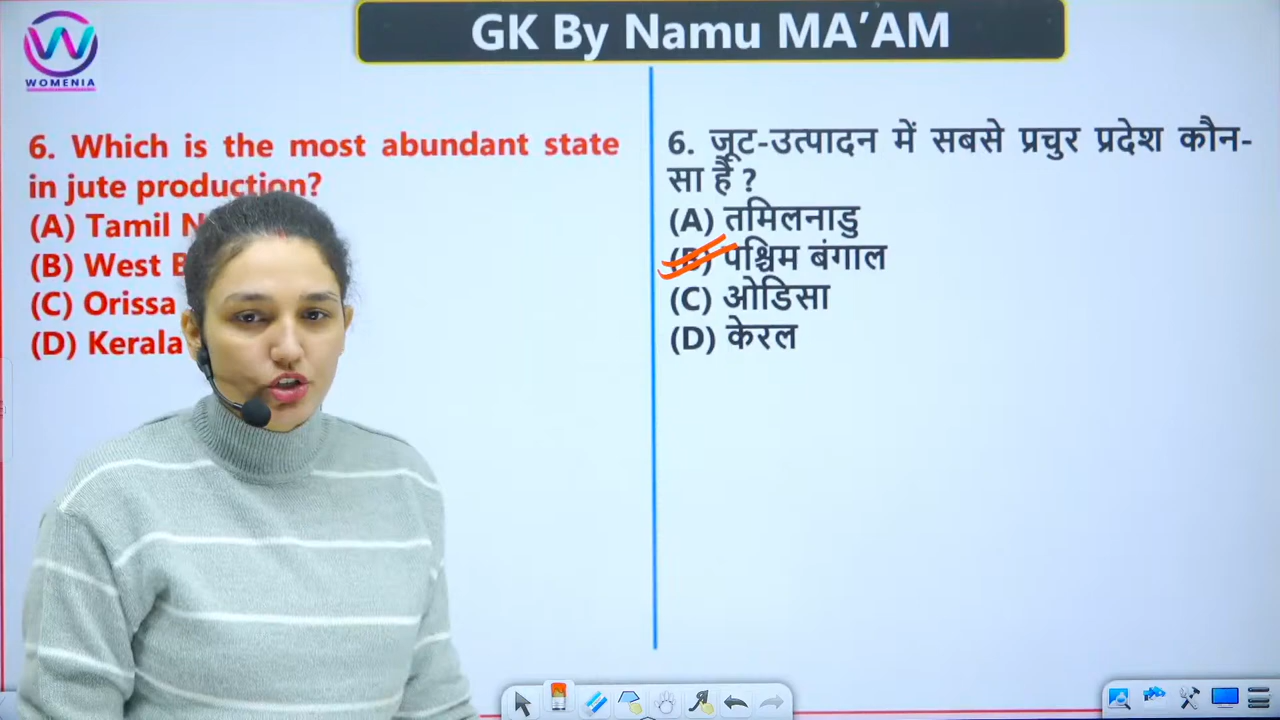 GK By Namu MA'AM
WOMENIA
6. Which is the most abundant state
in jute production?
(A) Tamil
(B) West
(C) Orissa
(D) Kerala
6. जूट-उत्पादन में सबसे प्रचुर प्रदेश कौन-
सा है ?
(A) तमिलनाडु
(B) पश्चिम बंगाल
(C) ओडिसा
(D) केरल